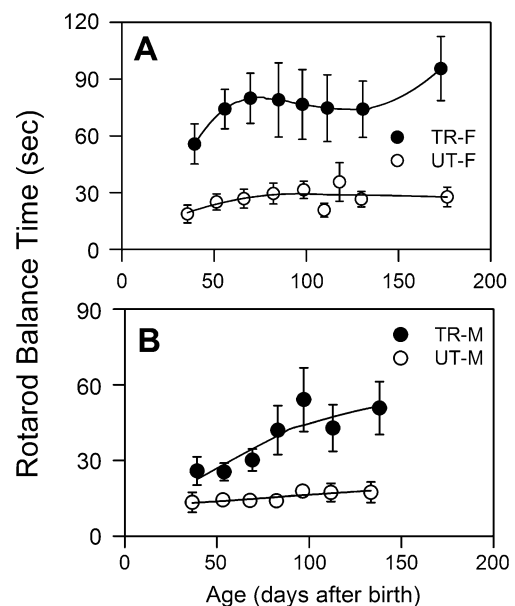 Rotarod Balance Time (sec)
A
120
90
60
30
0
TR-F
UT-F
0 50 100 150 200
B
90
60
30
0
TR-M
UT-M
0 50 100 150 200
Age (days after birth)